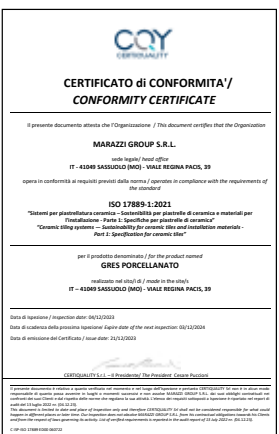 CQY
CERTIFICATO di CONFORMITA'/
CONFORMITY CERTIFICATE
Il presente documento attesta che l'Organizzazione / This document certifies that the Organization
MARAZZI GROUP S.R.L.
sede legale/ head office
IT - 41049 SASSUOLO (MO) - VIALE REGINA PACIS, 39
opera in conformità ai requisiti previsti dalla norma / operates in compliance with the requirements of
the standard
ISO 17889-1:2021
"Sistemi per piastrellatura ceramica – Sostenibilità per piastrelle di ceramica e materiali per
l'installazione - Parte 1: Specifiche per piastrelle di ceramica"
"Ceramic tiling systems — Sustainability for ceramic tiles and installation materials -
Part 1: Specification for ceramic tiles"
per il prodotto denominato / for the product named
GRES PORCELLANATO
realizzato nel sito/i di / made in the site/s
IT – 41049 SASSUOLO (MO) - VIALE REGINA PACIS, 39
Data di Ispezione / Inspection date: 04/12/2023
Data di scadenza della prossima Ispezione/ Expire date of the next inspection: 03/12/2024
Data di emissione del Certificato / Issue date: 21/12/2023
CERTIQUALITY S.r.l. – Il Presidente/ The President Cesare Puccioni